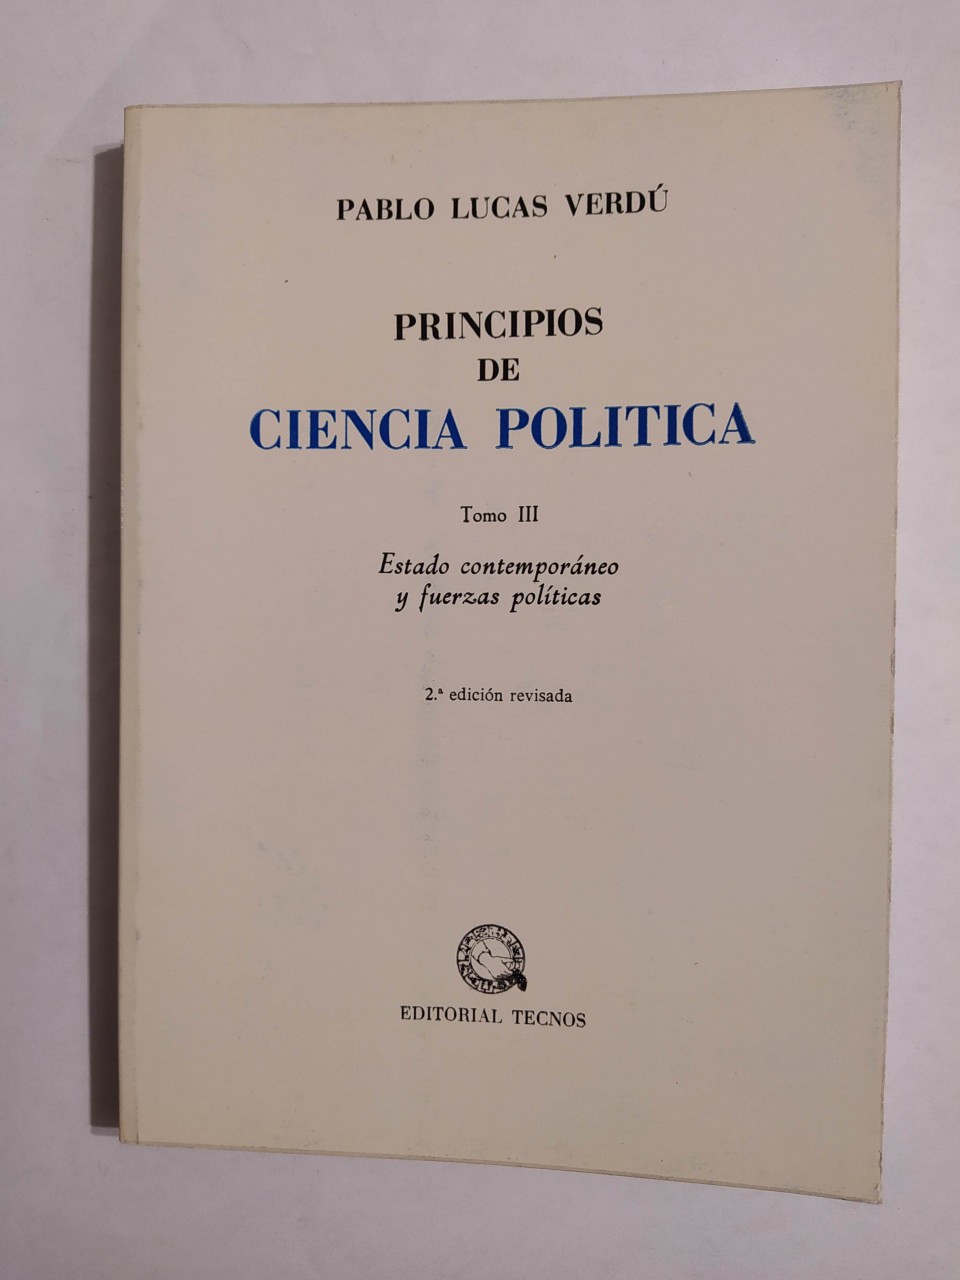 PABLO LUCAS VERDÚ
PRINCIPIOS
DE
CIENCIA POLITICA
Tomo III
Estado contemporáneo
y fuerzas políticas
2.ª edición revisada
EDITORIAL TECNOS